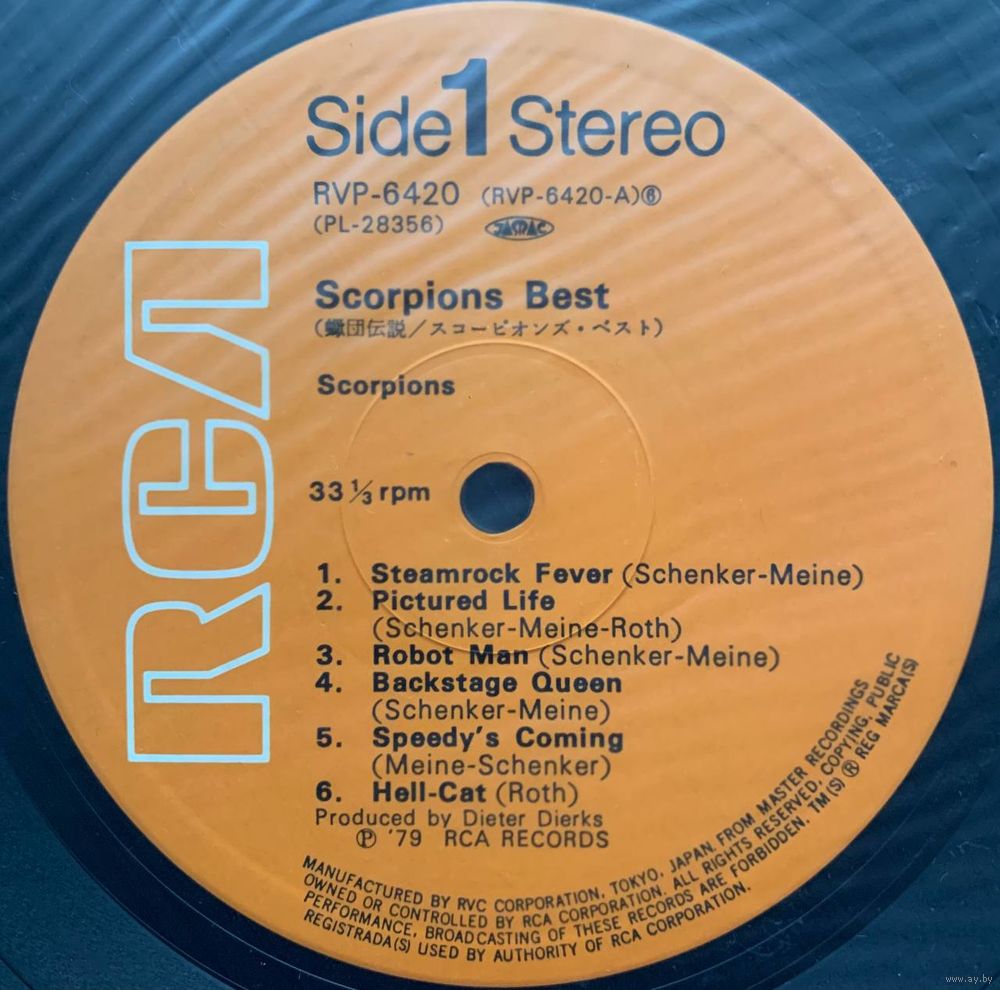 Side 1 Stereo
RVP-6420 (RVP-6420-A)⑥
(PL-28356) JASRAC
Scorpions Best
(蠍団伝説/スコーピオンズ・ベスト)
Scorpions
33 1/3 rpm
1. Steamrock Fever (Schenker-Meine)
2. Pictured Life
(Schenker-Meine-Roth)
3. Robot Man (Schenker-Meine)
4. Backstage Queen
(Schenker-Meine)
5. Speedy's Coming
(Meine-Schenker)
6. Hell-Cat (Roth)
Produced by Dieter Dierks
Ⓟ '79 RCA RECORDS
MANUFACTURED BY RVC CORPORATION, TOKYO, JAPAN, FROM MASTER RECORDINGS
OWNED OR CONTROLLED BY RCA CORPORATION. ALL RIGHTS RESERVED, COPYING, PUBLIC
PERFORMANCE, BROADCASTING OF THESE RECORDS ARE FORBIDDEN. TM(S) ® REG MARCA(S)
REGISTRADA(S) USED BY AUTHORITY OF RCA CORPORATION.
RCA
www.ay.by